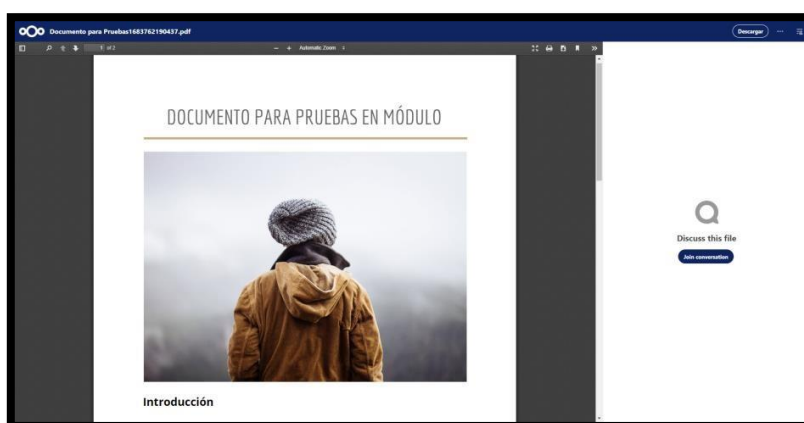 Documento para Pruebas1683762190437.pdf
Descargar
1 of 2
Automatic Zoom
DOCUMENTO PARA PRUEBAS EN MÓDULO
Introducción
Discuss this file
Join conversation